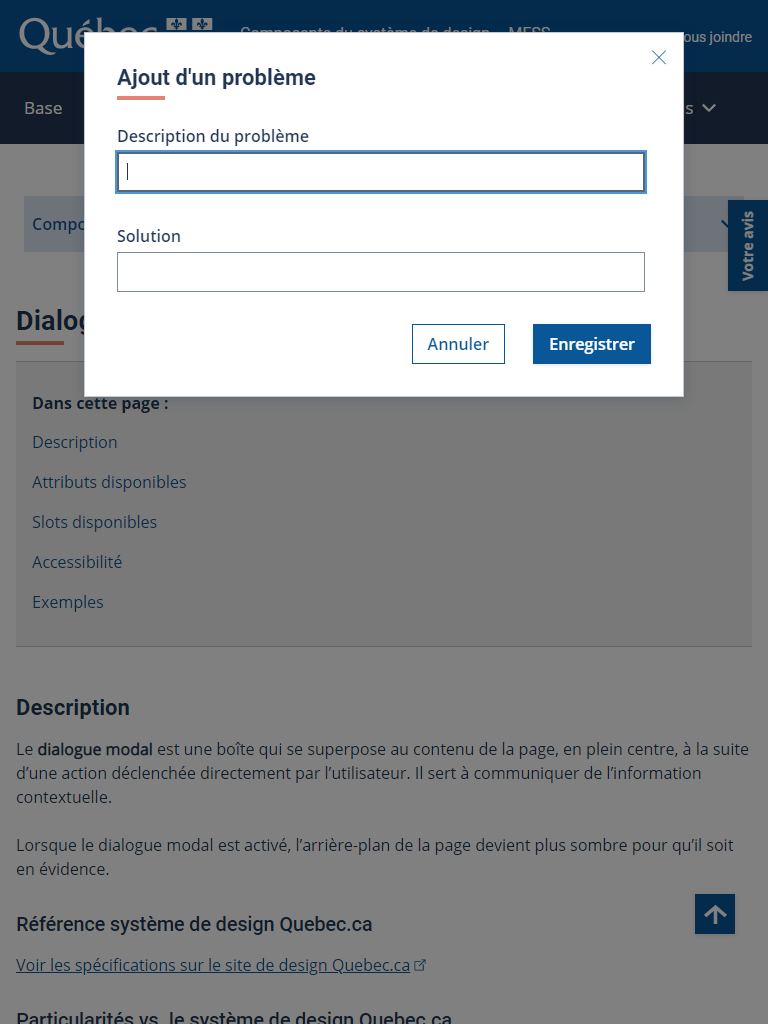 Québec
Composants du système de design - MESS
ous joindre
Base
s
Ajout d'un problème
Description du problème
Solution
Annuler
Enregistrer
Votre avis
Compo
Dialog
Dans cette page :
Description
Attributs disponibles
Slots disponibles
Accessibilité
Exemples
Description
Le dialogue modal est une boîte qui se superpose au contenu de la page, en plein centre, à la suite
d’une action déclenchée directement par l’utilisateur. Il sert à communiquer de l’information
contextuelle.
Lorsque le dialogue modal est activé, l’arrière-plan de la page devient plus sombre pour qu’il soit
en évidence.
Référence système de design Quebec.ca
Voir les spécifications sur le site de design Quebec.ca
Particularités vs. le système de design Quebec.ca